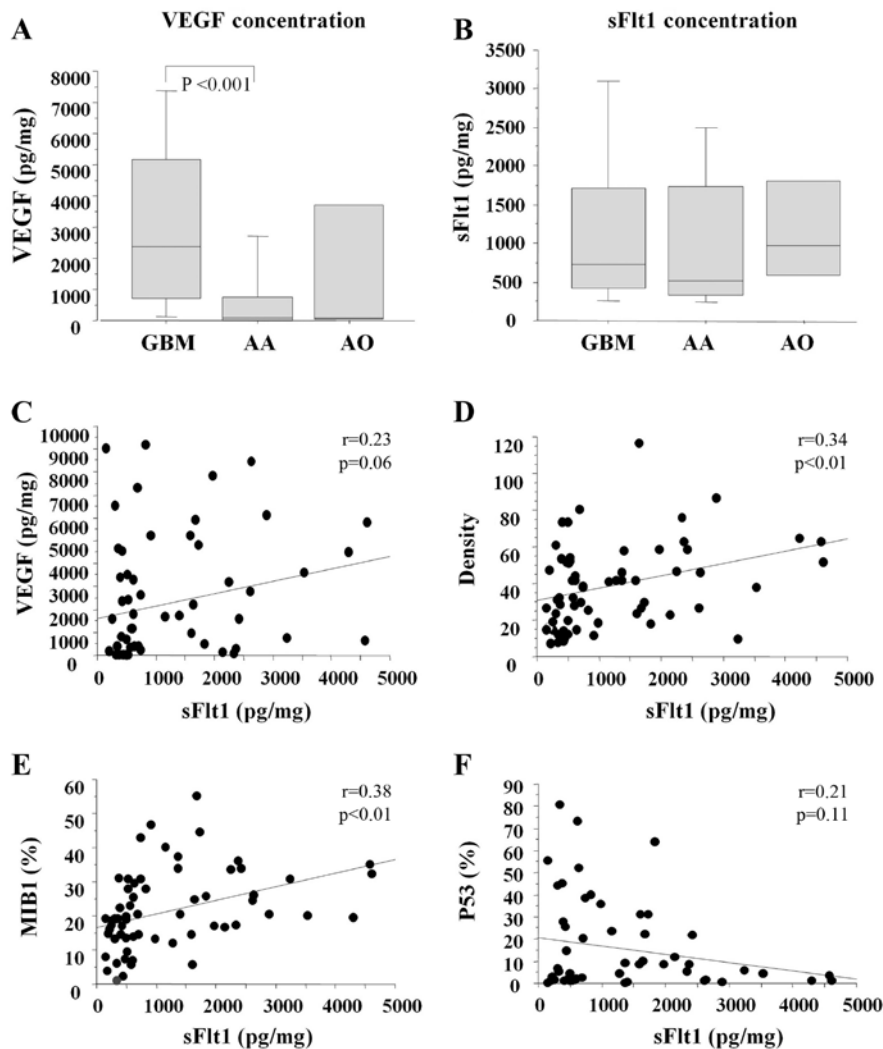 A VEGF concentration
B sFlt1 concentration
VEGF (pg/mg)
8000
7000
6000
5000
4000
3000
2000
1000
0
P <0.001
GBM AA AO
sFlt1 (pg/mg)
3500
3000
2500
2000
1500
1000
500
0
GBM AA AO
C
VEGF (pg/mg)
10000
9000
8000
7000
6000
5000
4000
3000
2000
1000
0
r=0.23
p=0.06
0 1000 2000 3000 4000 5000
sFlt1 (pg/mg)
D
Density
120
100
80
60
40
20
0
r=0.34
p<0.01
0 1000 2000 3000 4000 5000
sFlt1 (pg/mg)
E
MIB1 (%)
60
50
40
30
20
10
0
r=0.38
p<0.01
0 1000 2000 3000 4000 5000
sFlt1 (pg/mg)
F
P53 (%)
90
80
70
60
50
40
30
20
10
0
r=0.21
p=0.11
0 1000 2000 3000 4000 5000
sFlt1 (pg/mg)